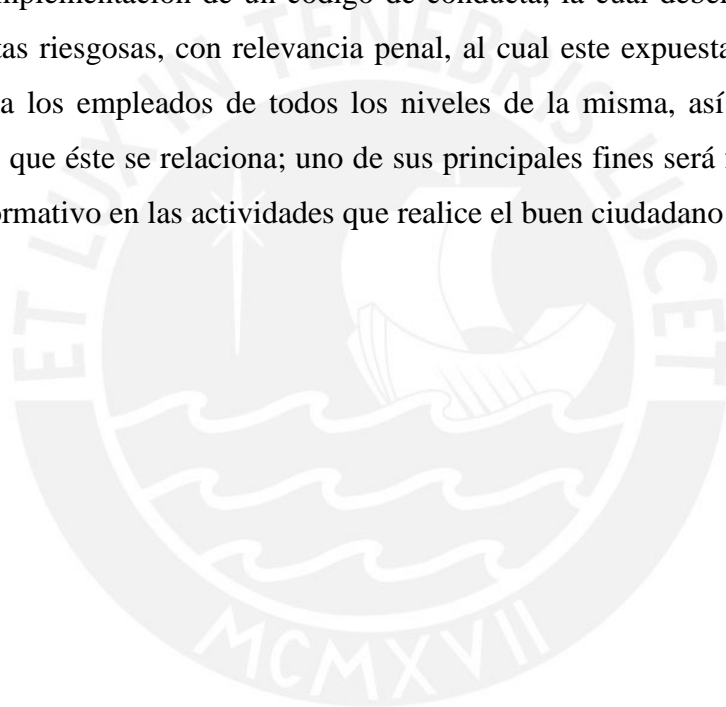 implementación de un código de conducta, la cual deber
tas riesgosas, con relevancia penal, al cual este expuesta
a los empleados de todos los niveles de la misma, así
que éste se relaciona; uno de sus principales fines será
ormativo en las actividades que realice el buen ciudadano
ET LUX IN TENEBRIS LUCET
MCMXVII